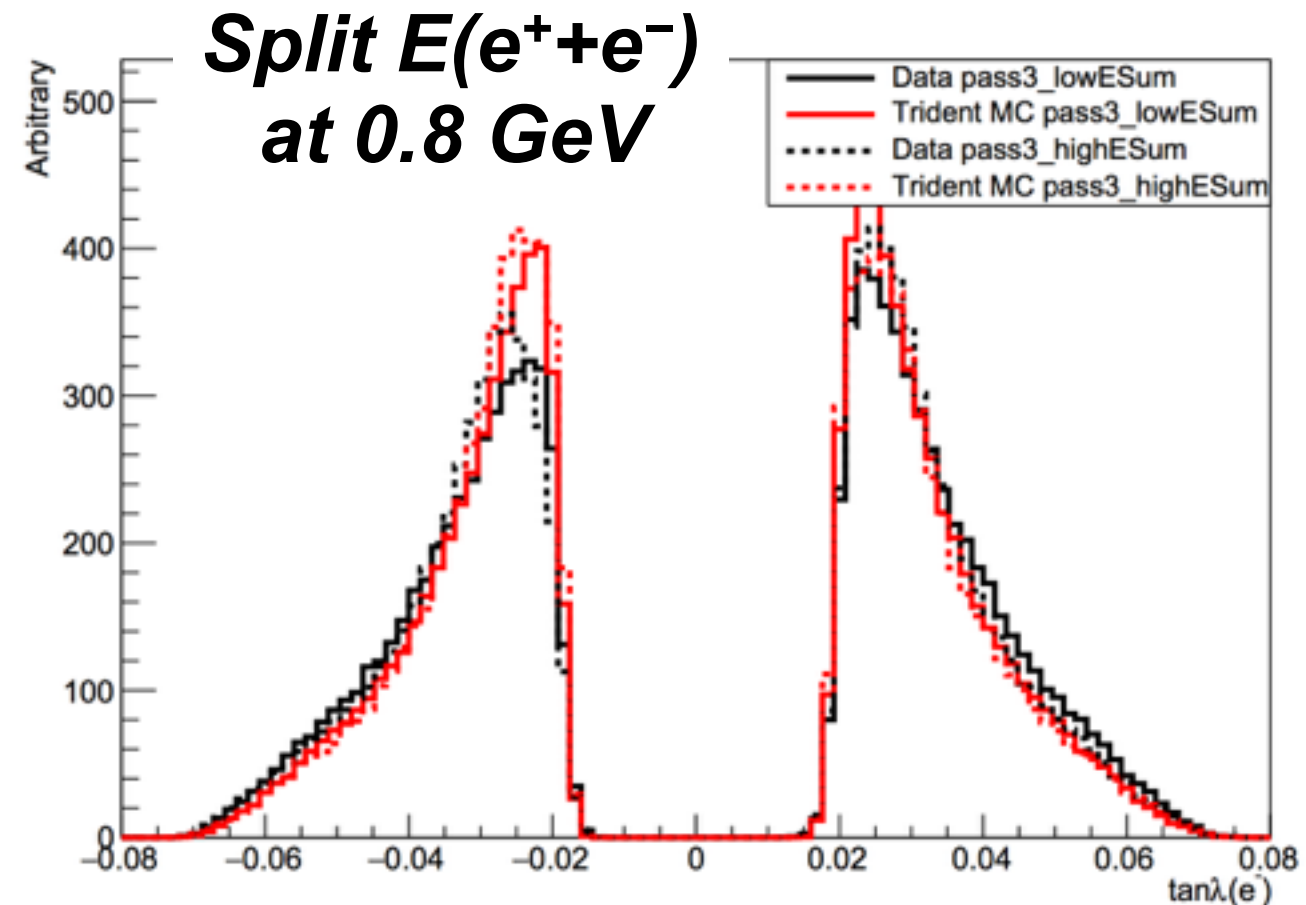 Split E(e⁺+e⁻)
at 0.8 GeV
Arbitrary
Data pass3_lowESum
Trident MC pass3_lowESum
Data pass3_highESum
Trident MC pass3_highESum
500
400
300
200
100
0
−0.08 −0.06 −0.04 −0.02 0 0.02 0.04 0.06 0.08
tanλ(e⁻)